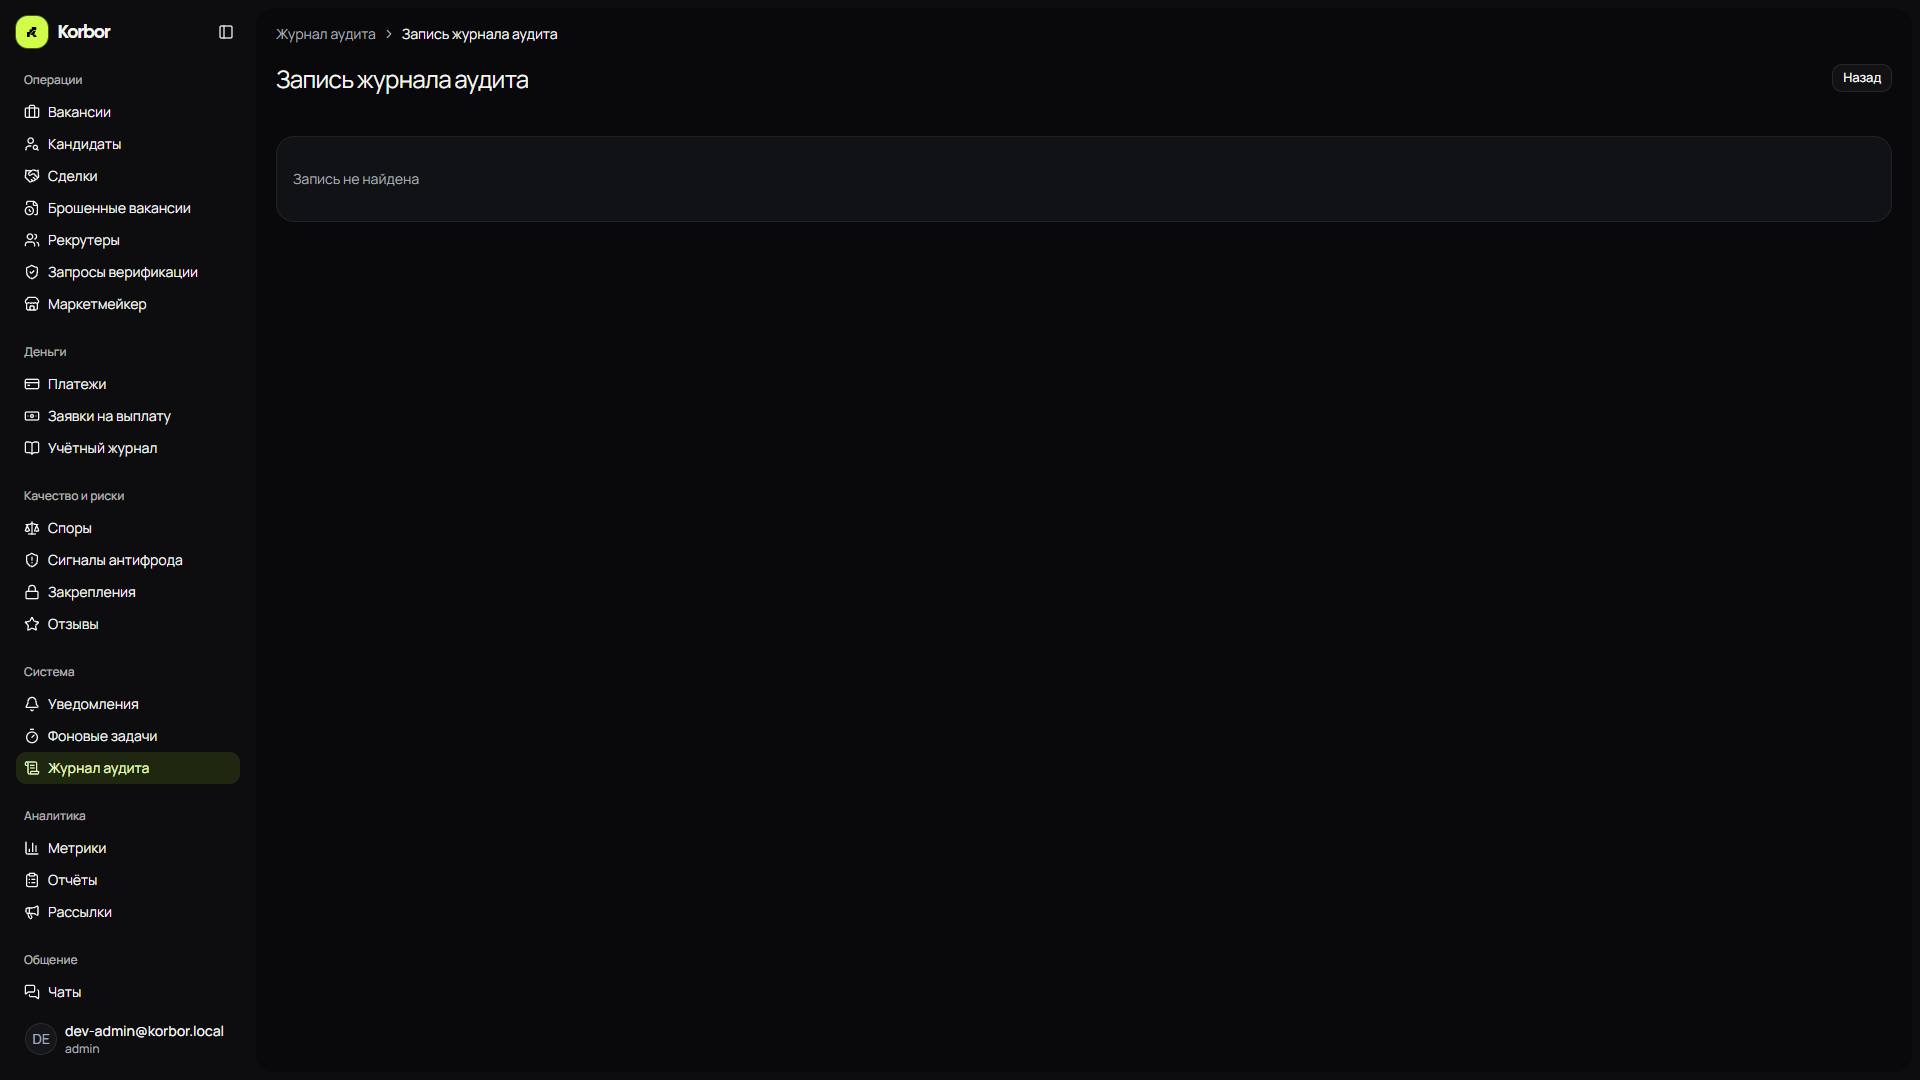 Korbor
Операции
Вакансии
Кандидаты
Сделки
Брошенные вакансии
Рекрутеры
Запросы верификации
Маркетмейкер
Деньги
Платежи
Заявки на выплату
Учётный журнал
Качество и риски
Споры
Сигналы антифрода
Закрепления
Отзывы
Система
Уведомления
Фоновые задачи
Журнал аудита
Аналитика
Метрики
Отчёты
Рассылки
Общение
Чаты
DE
dev-admin@korbor.local
admin
Журнал аудита > Запись журнала аудита
Запись журнала аудита
Назад
Запись не найдена